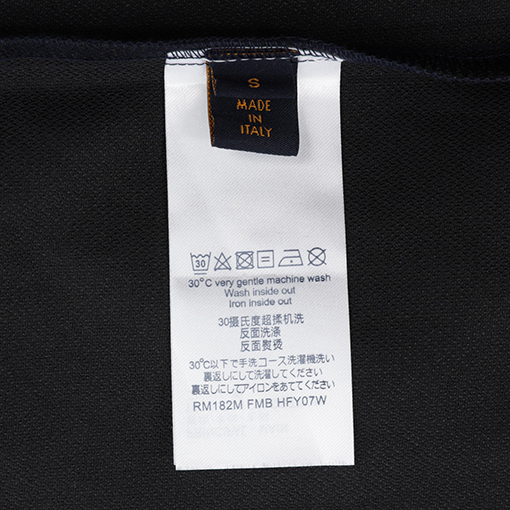 S
MADE
IN
ITALY
30
30°C very gentle machine wash
Wash inside out
Iron inside out
30摄氏度超揉机洗
反面洗涤
反面熨烫
30℃以下で手洗コース洗濯機洗い
裏返しにして洗濯してください
裏返しにしてアイロンをあててください
RM182M FMB HFY07W